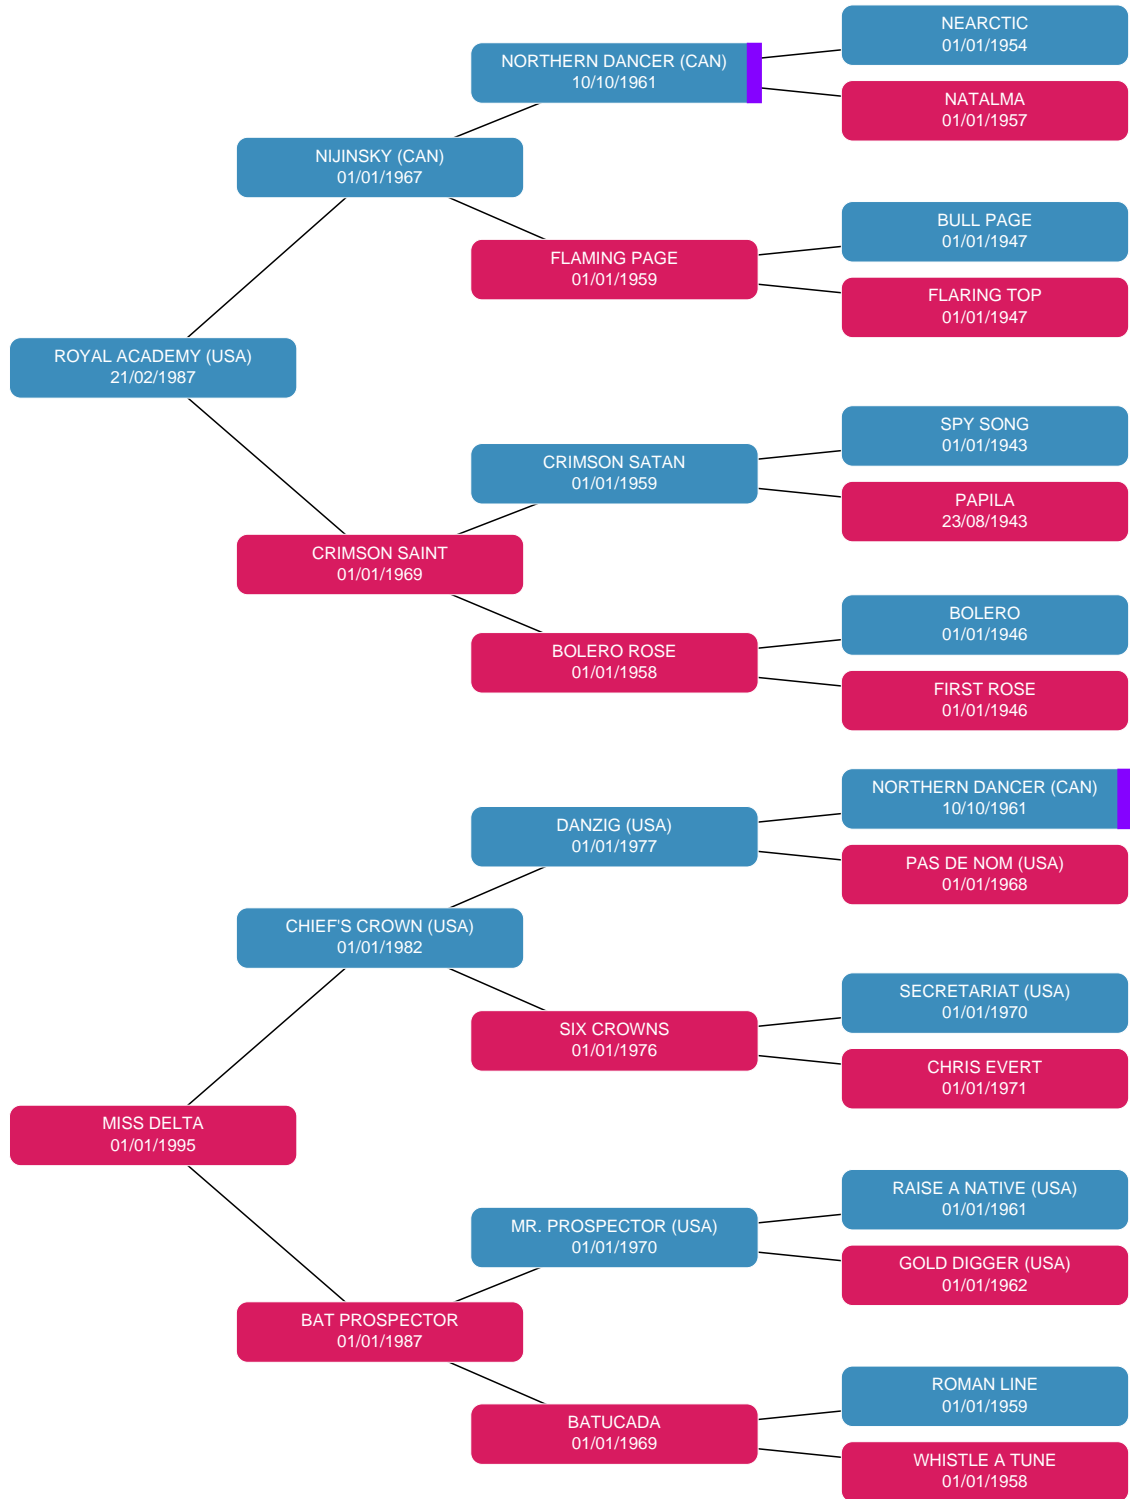 NEARCTIC
01/01/1954
NORTHERN DANCER (CAN)
10/10/1961
NATALMA
01/01/1957
NIJINSKY (CAN)
01/01/1967
BULL PAGE
01/01/1947
FLAMING PAGE
01/01/1959
FLARING TOP
01/01/1947
ROYAL ACADEMY (USA)
21/02/1987
SPY SONG
01/01/1943
CRIMSON SATAN
01/01/1959
PAPILA
23/08/1943
CRIMSON SAINT
01/01/1969
BOLERO
01/01/1946
BOLERO ROSE
01/01/1958
FIRST ROSE
01/01/1946
NORTHERN DANCER (CAN)
10/10/1961
DANZIG (USA)
01/01/1977
PAS DE NOM (USA)
01/01/1968
CHIEF'S CROWN (USA)
01/01/1982
SECRETARIAT (USA)
01/01/1970
SIX CROWNS
01/01/1976
CHRIS EVERT
01/01/1971
MISS DELTA
01/01/1995
RAISE A NATIVE (USA)
01/01/1961
MR. PROSPECTOR (USA)
01/01/1970
GOLD DIGGER (USA)
01/01/1962
BAT PROSPECTOR
01/01/1987
ROMAN LINE
01/01/1959
BATUCADA
01/01/1969
WHISTLE A TUNE
01/01/1958